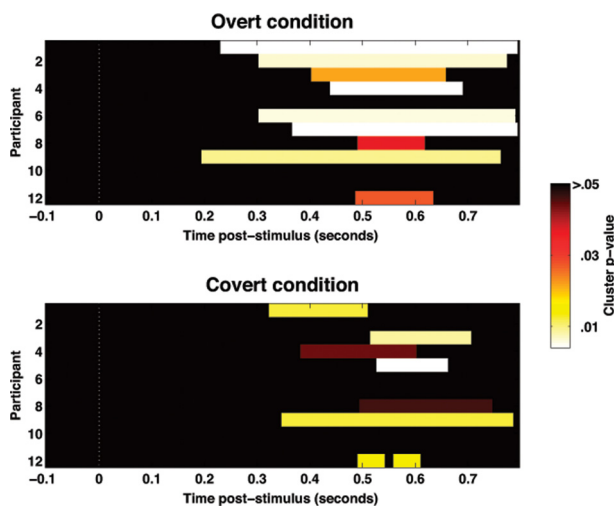 Overt condition
Participant
2
4
6
8
10
12
−0.1 0 0.1 0.2 0.3 0.4 0.5 0.6 0.7
Time post−stimulus (seconds)
>.05
.03
.01
Cluster p-value
Covert condition
Participant
2
4
6
8
10
12
−0.1 0 0.1 0.2 0.3 0.4 0.5 0.6 0.7
Time post−stimulus (seconds)